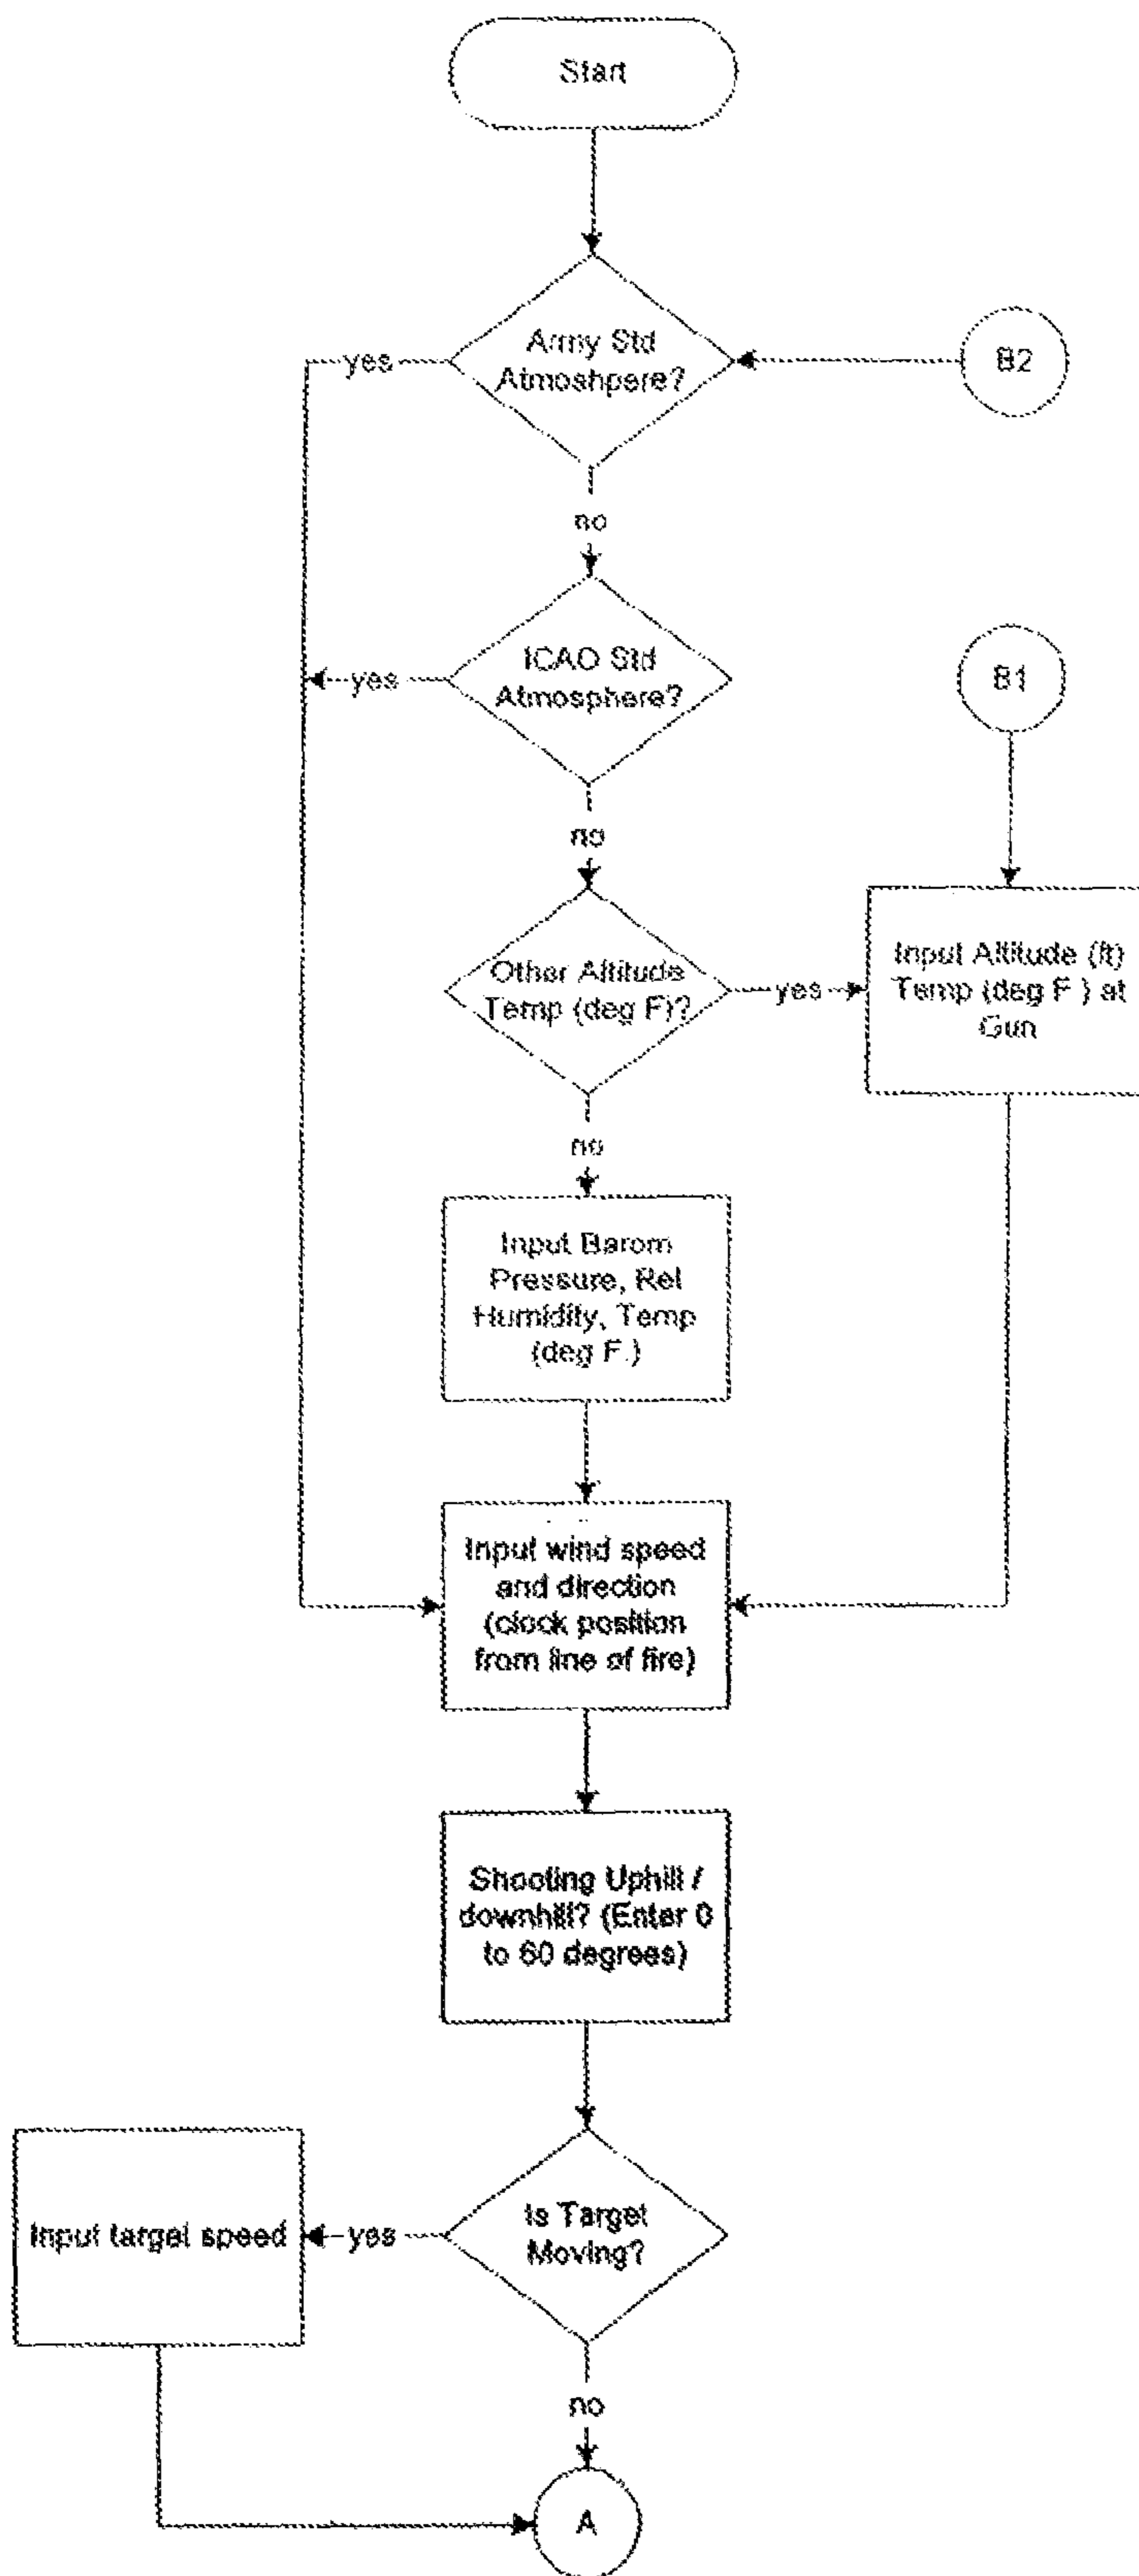 Start
Army Std
Atmoshpere?
yes
B2
no
ICAO Std
Atmosphere?
yes
B1
no
Other Altitude
Temp (deg F)?
yes
Input Altitude (ft)
Temp (deg F ) at
Gun
no
Input Barom
Pressure, Rel
Humidity, Temp
(deg F.)
Input wind speed
and direction
(clock position
from line of fire)
Shooting Uphill /
downhill? (Enter 0
to 60 degrees)
Is Target
Moving?
yes
Input target speed
no
A